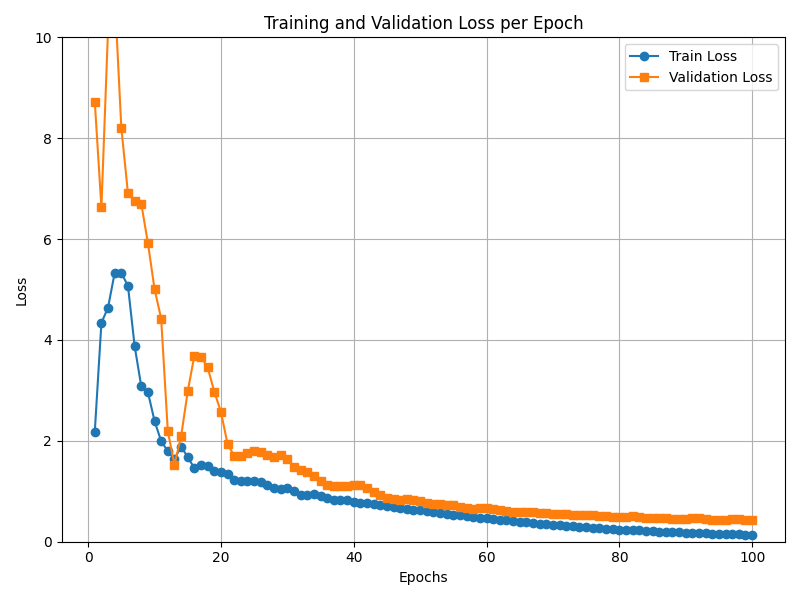 Training and Validation Loss per Epoch
Train Loss
Validation Loss
10
8
6
4
2
0
Loss
0 20 40 60 80 100
Epochs